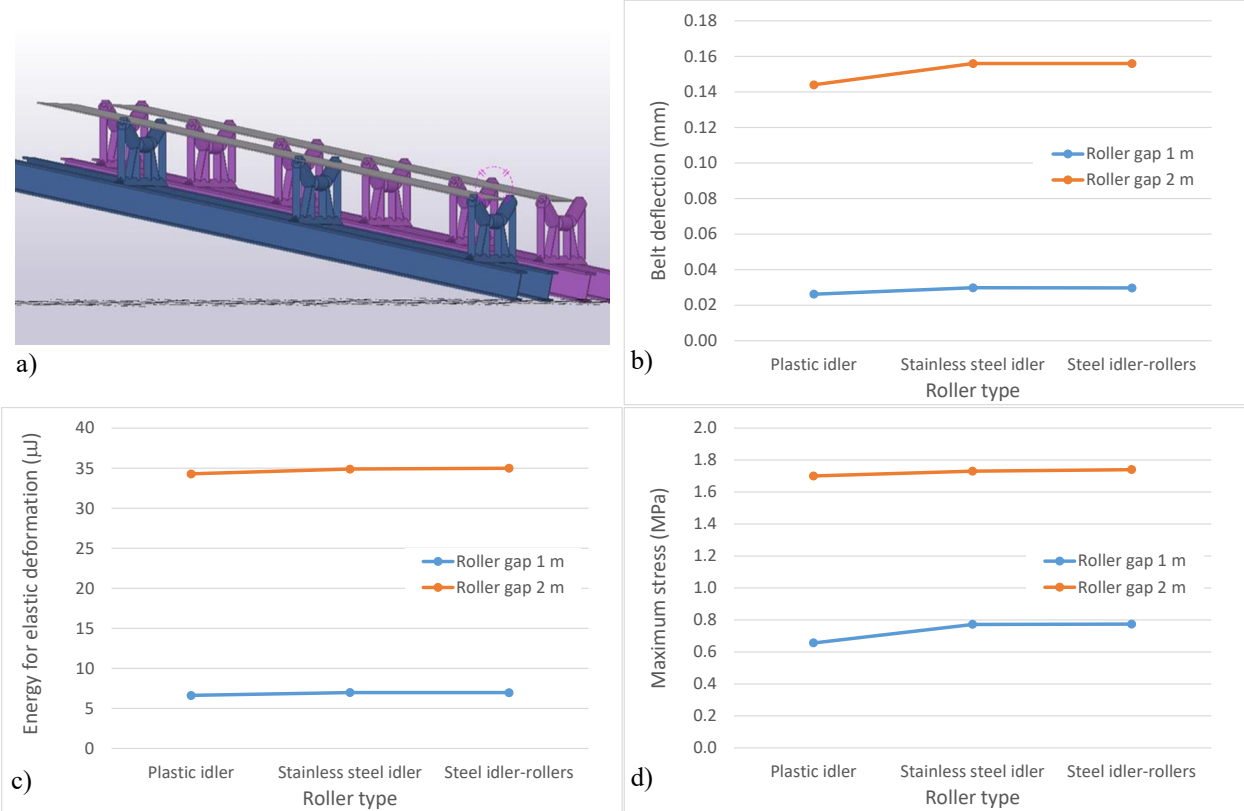 a)
0.18
0.16
0.14
0.12
0.10
0.08
0.06
0.04
0.02
0.00
Belt deflection (mm)
Roller gap 1 m
Roller gap 2 m
Plastic idler
Stainless steel idler
Steel idler-rollers
Roller type
b)
40
35
30
25
20
15
10
5
0
Energy for elastic deformation (µJ)
Roller gap 1 m
Roller gap 2 m
Plastic idler
Stainless steel idler
Steel idler-rollers
Roller type
c)
2.0
1.8
1.6
1.4
1.2
1.0
0.8
0.6
0.4
0.2
0.0
Maximum stress (MPa)
Roller gap 1 m
Roller gap 2 m
Plastic idler
Stainless steel idler
Steel idler-rollers
Roller type
d)